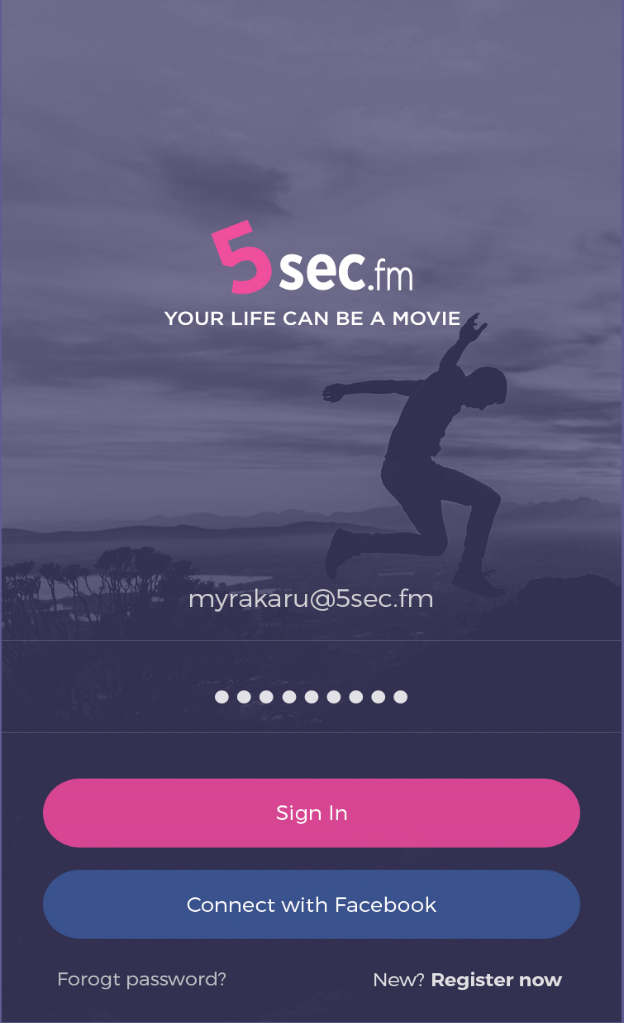 5sec.fm
YOUR LIFE CAN BE A MOVIE
myrakaru@5sec.fm
●●●●●●●●●
Sign In
Connect with Facebook
Forogt password? New? Register now